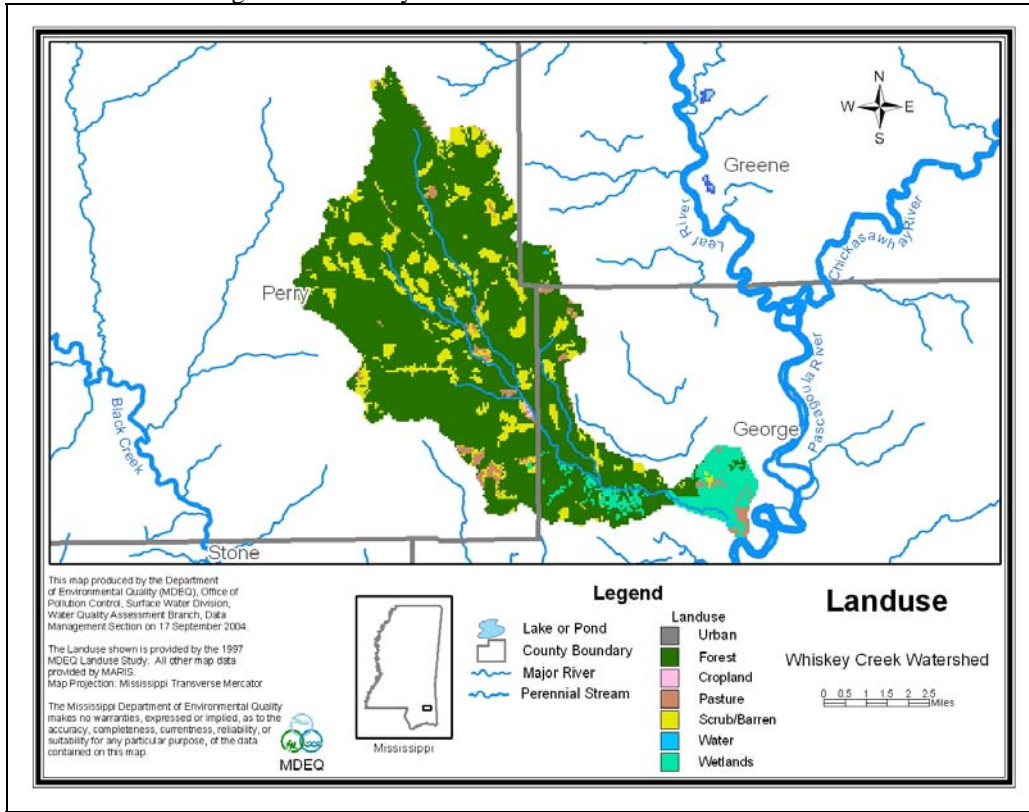 N
W E
S
Greene
Leaf River
Chickasawhay River
Perry
Pascagoula River
George
Black Creek
Stone
This map produced by the Department
of Environmental Quality (MDEQ), Office of
Pollution Control, Surface Water Division,
Water Quality Assessment Branch, Data
Management Section on 17 September 2004.
The Landuse shown is provided by the 1997
MDEQ Landuse Study. All other map data
provided by MARIS.
Map Projection: Mississippi Transverse Mercator
The Mississippi Department of Environmental Quality
makes no warranties, expressed or implied, as to the
accuracy, completeness, currentness, reliability, or
suitability for any particular purpose, of the data
contained on this map.
MDEQ
Mississippi
Legend
Lake or Pond
County Boundary
Major River
Perennial Stream
Landuse
Urban
Forest
Cropland
Pasture
Scrub/Barren
Water
Wetlands
Landuse
Whiskey Creek Watershed
0 0.5 1 1.5 2 2.5
Miles